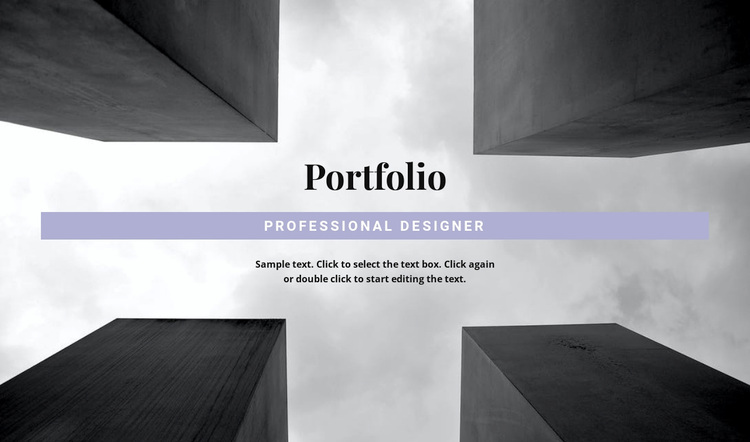 Portfolio
PROFESSIONAL DESIGNER
Sample text. Click to select the text box. Click again
or double click to start editing the text.